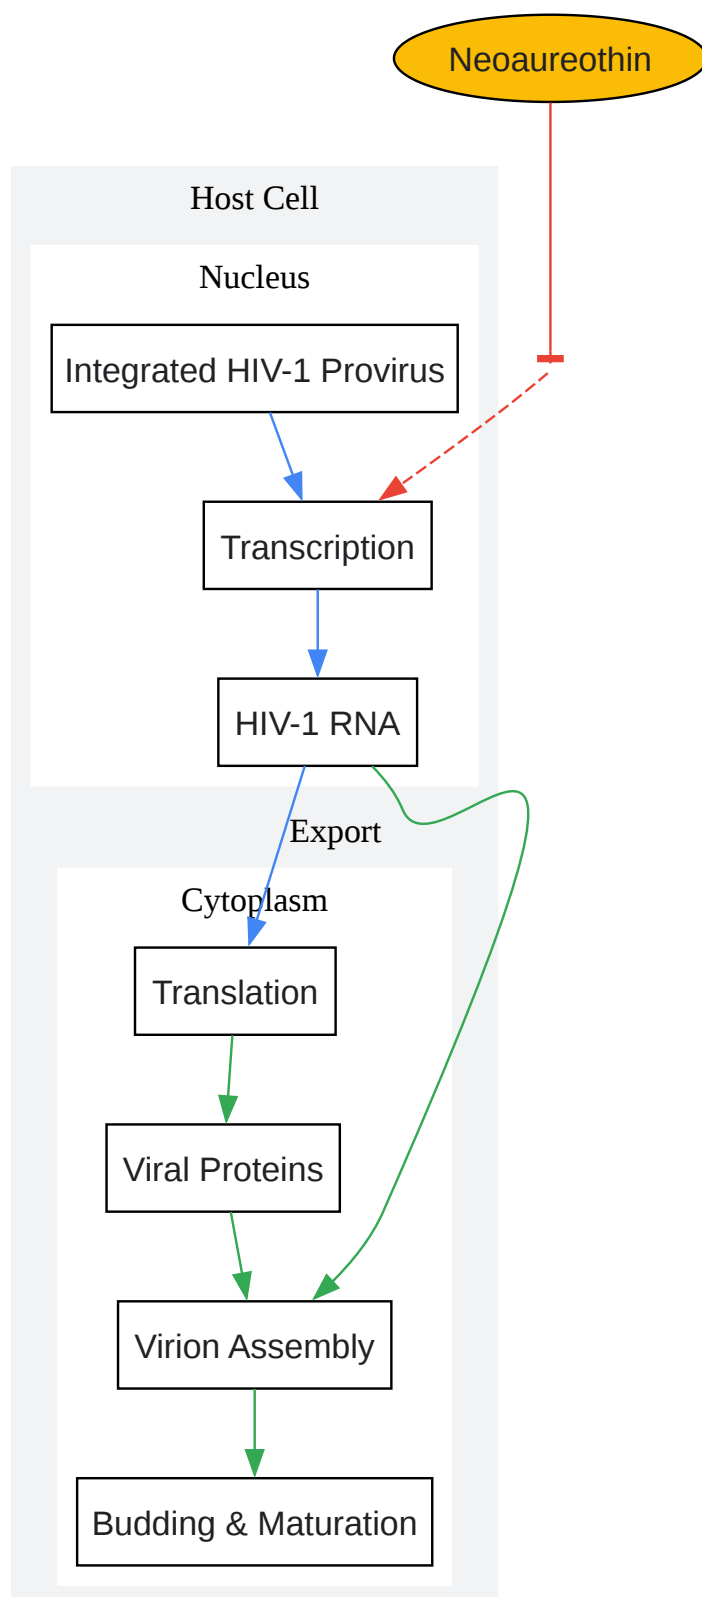 Neoaureothin
Host Cell
Nucleus
Integrated HIV-1 Provirus
Transcription
HIV-1 RNA
Export
Cytoplasm
Translation
Viral Proteins
Virion Assembly
Budding & Maturation